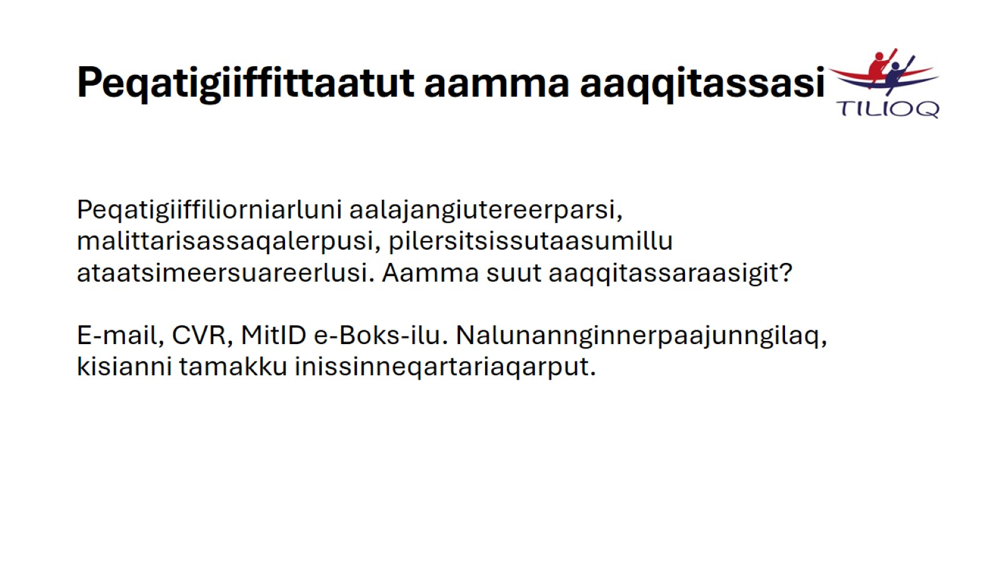 Peqatigiiffittaatut aamma aaqqitassasi
TILIOQ
Peqatigiiffiliorniarluni aalajangiutereerparsi,
malittarisassaqalerpusi, pilersitsissutaasumillu
ataatsimeersuareerlusi. Aamma suut aaqqitassaraasigit?
E-mail, CVR, MitID e-Boks-ilu. Nalunannginnerpaajunngilaq,
kisianni tamakku inissinneqartariaqarput.